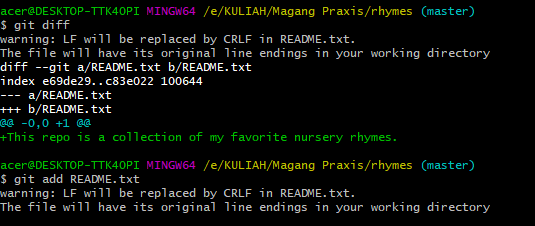 acer@DESKTOP-TTK4OPI MINGW64 /e/KULIAH/Magang Praxis/rhymes (master)
$ git diff
warning: LF will be replaced by CRLF in README.txt.
The file will have its original line endings in your working directory
diff --git a/README.txt b/README.txt
index e69de29..c83e022 100644
--- a/README.txt
+++ b/README.txt
@@ -0,0 +1 @@
+This repo is a collection of my favorite nursery rhymes.
acer@DESKTOP-TTK4OPI MINGW64 /e/KULIAH/Magang Praxis/rhymes (master)
$ git add README.txt
warning: LF will be replaced by CRLF in README.txt.
The file will have its original line endings in your working directory